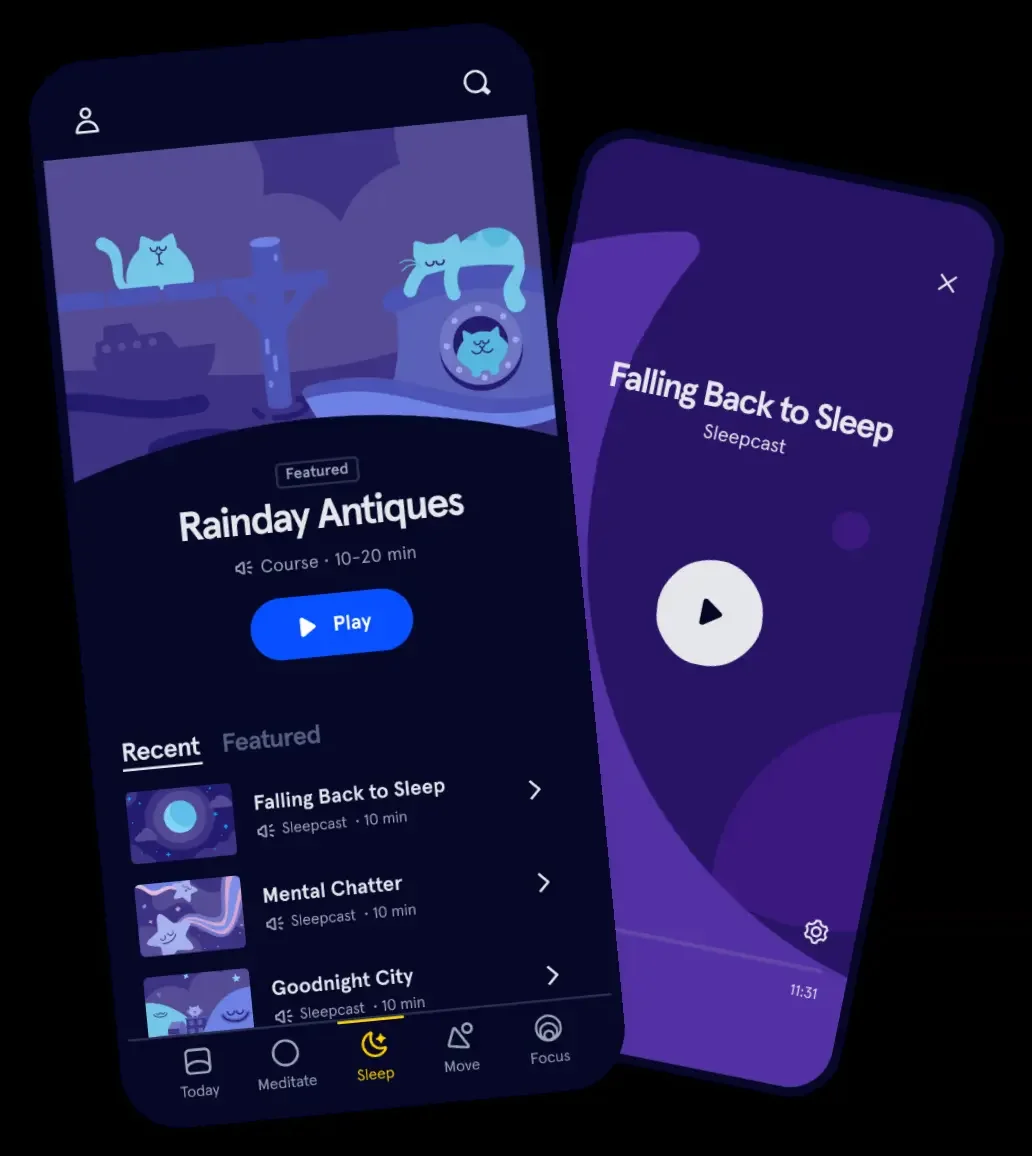 Featured
Rainday Antiques
Course · 10-20 min
Play
Recent Featured
Falling Back to Sleep
Sleepcast · 10 min
Mental Chatter
Sleepcast · 10 min
Goodnight City
Sleepcast · 10 min
Today Meditate Sleep Move Focus
Falling Back to Sleep
Sleepcast
11:31